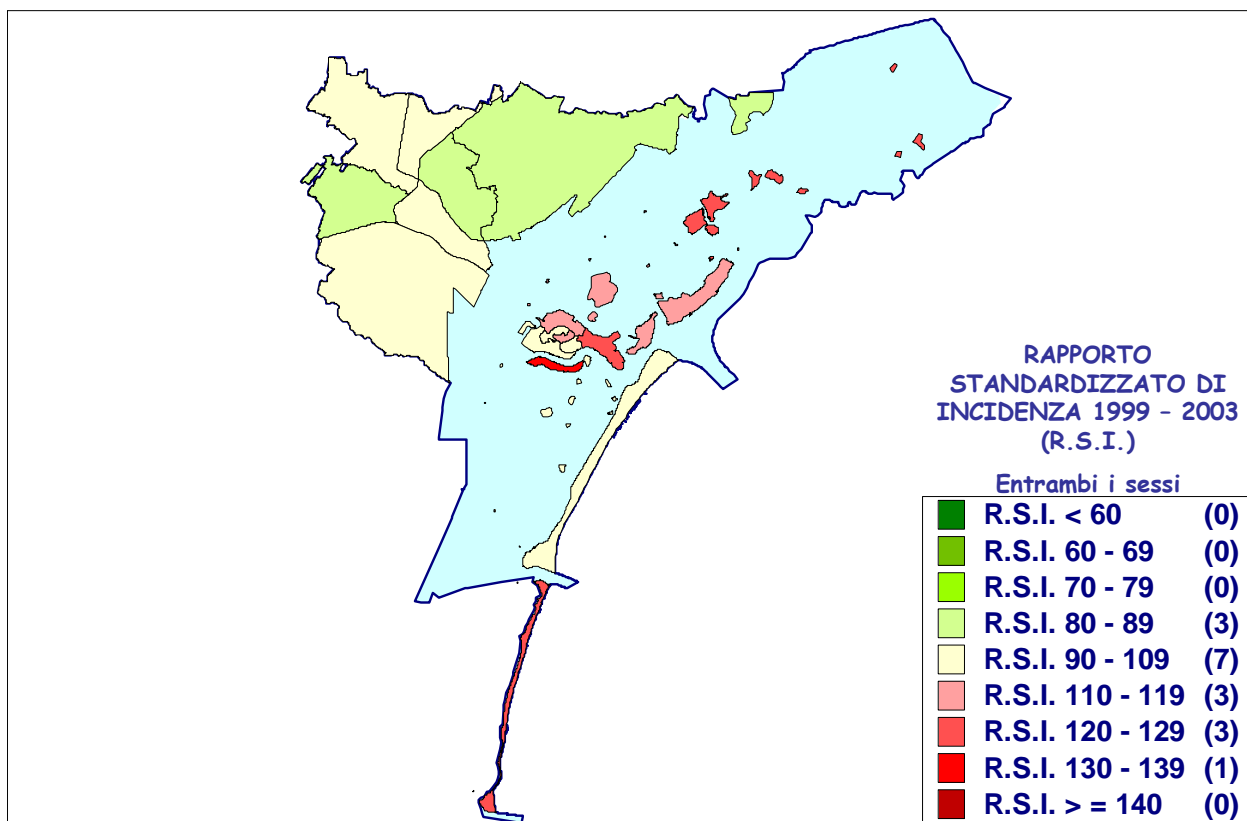 RAPPORTO
STANDARDIZZATO DI
INCIDENZA 1999 - 2003
(R.S.I.)
Entrambi i sessi
R.S.I. < 60 (0)
R.S.I. 60 - 69 (0)
R.S.I. 70 - 79 (0)
R.S.I. 80 - 89 (3)
R.S.I. 90 - 109 (7)
R.S.I. 110 - 119 (3)
R.S.I. 120 - 129 (3)
R.S.I. 130 - 139 (1)
R.S.I. > = 140 (0)